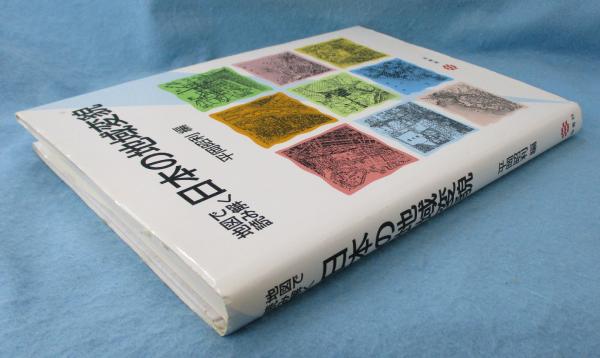 地図で
読み解く
日本の地域変貌
平岡昭利 編
地図で
読み解く
日本の地域変貌
平岡昭利 編